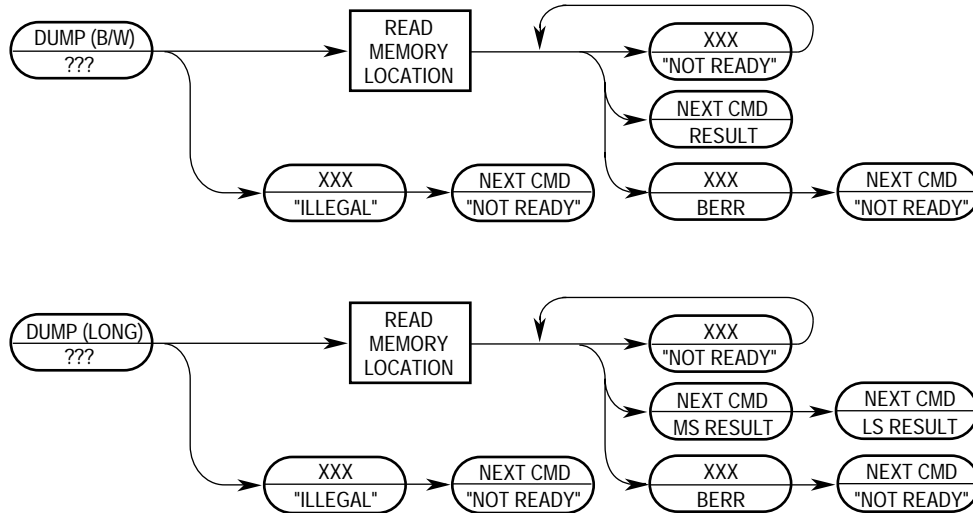 DUMP (B/W)
???
READ
MEMORY
LOCATION
XXX
"NOT READY"
NEXT CMD
RESULT
XXX
"ILLEGAL"
NEXT CMD
"NOT READY"
XXX
BERR
NEXT CMD
"NOT READY"
DUMP (LONG)
???
READ
MEMORY
LOCATION
XXX
"NOT READY"
NEXT CMD
MS RESULT
NEXT CMD
LS RESULT
XXX
"ILLEGAL"
NEXT CMD
"NOT READY"
XXX
BERR
NEXT CMD
"NOT READY"